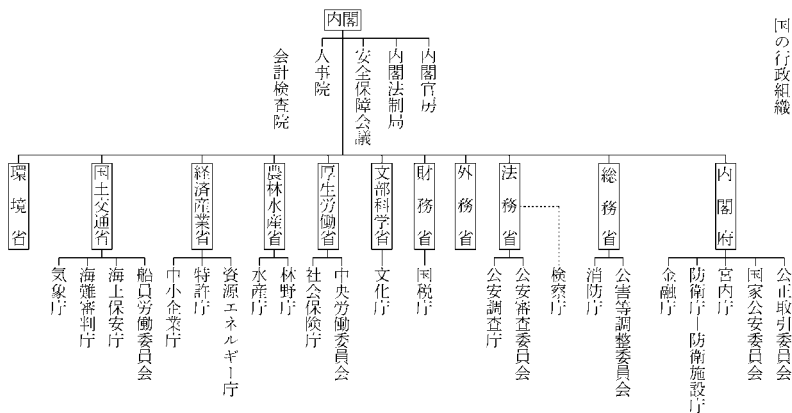 国の行政組織
内閣
内閣官房
内閣法制局
安全保障会議
人事院
会計検査院
内閣府
公正取引委員会
国家公安委員会
宮内庁
防衛庁―防衛施設庁
金融庁
総務省
公害等調整委員会
消防庁
法務省
検察庁
公安審査委員会
公安調査庁
外務省
財務省
国税庁
文部科学省
文化庁
厚生労働省
中央労働委員会
社会保険庁
農林水産省
林野庁
水産庁
経済産業省
資源エネルギー庁
特許庁
中小企業庁
国土交通省
船員労働委員会
海上保安庁
海難審判庁
気象庁
環境省